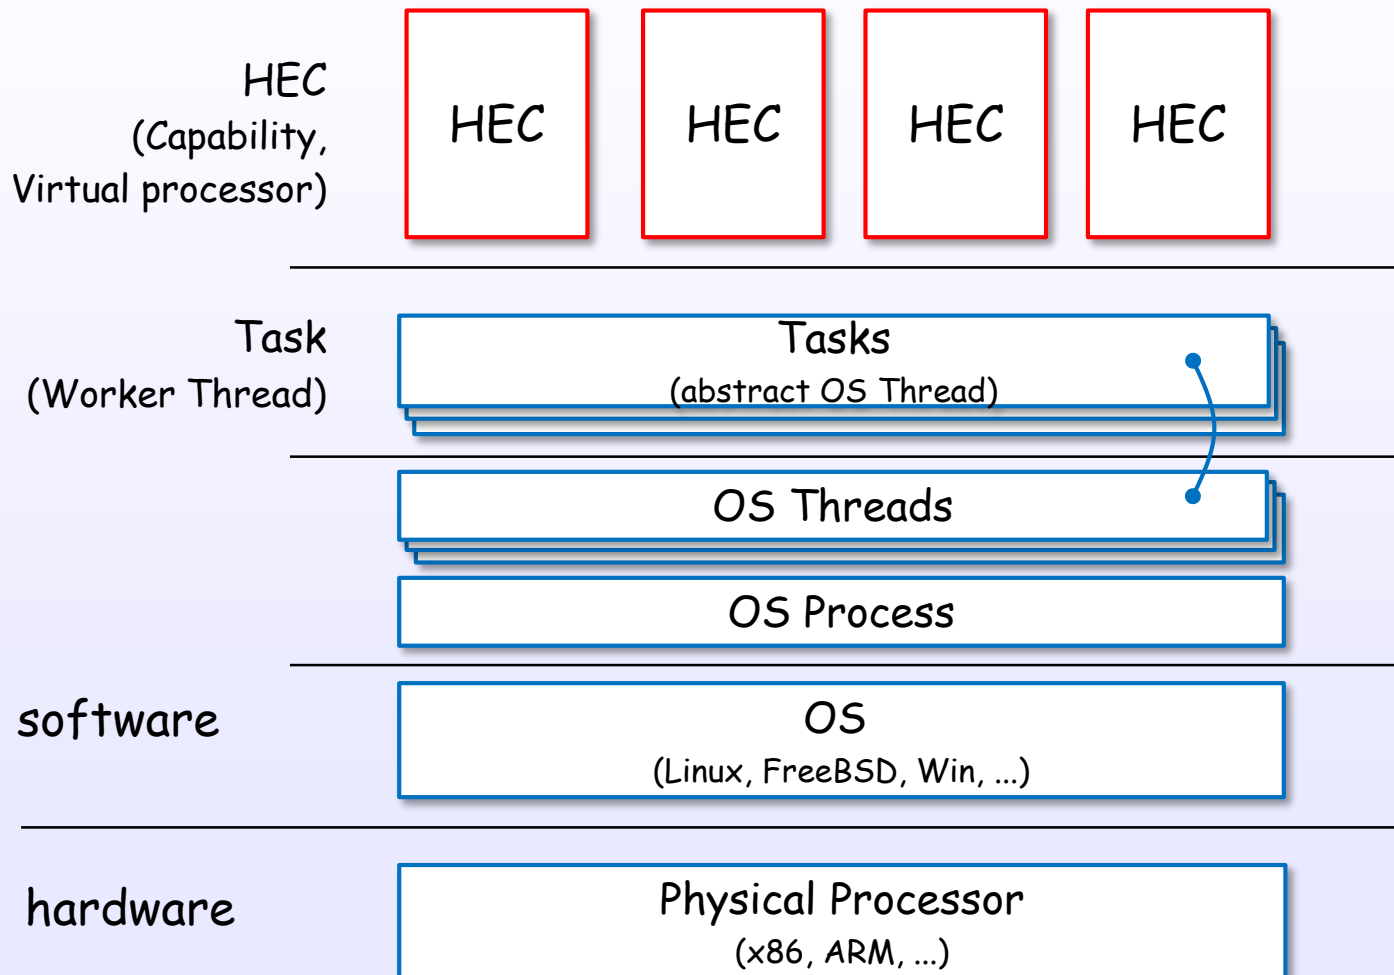 HEC
(Capability,
Virtual processor)
HEC
HEC
HEC
HEC
Task
(Worker Thread)
Tasks
(abstract OS Thread)
OS Threads
OS Process
software
OS
(Linux, FreeBSD, Win, ...)
hardware
Physical Processor
(x86, ARM, ...)